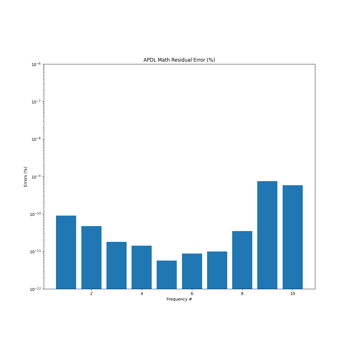 APDL Math Residual Error (%)
10⁻⁶
10⁻⁷
10⁻⁸
10⁻⁹
10⁻¹⁰
10⁻¹¹
10⁻¹²
Errors (%)
2 4 6 8 10
Frequency #